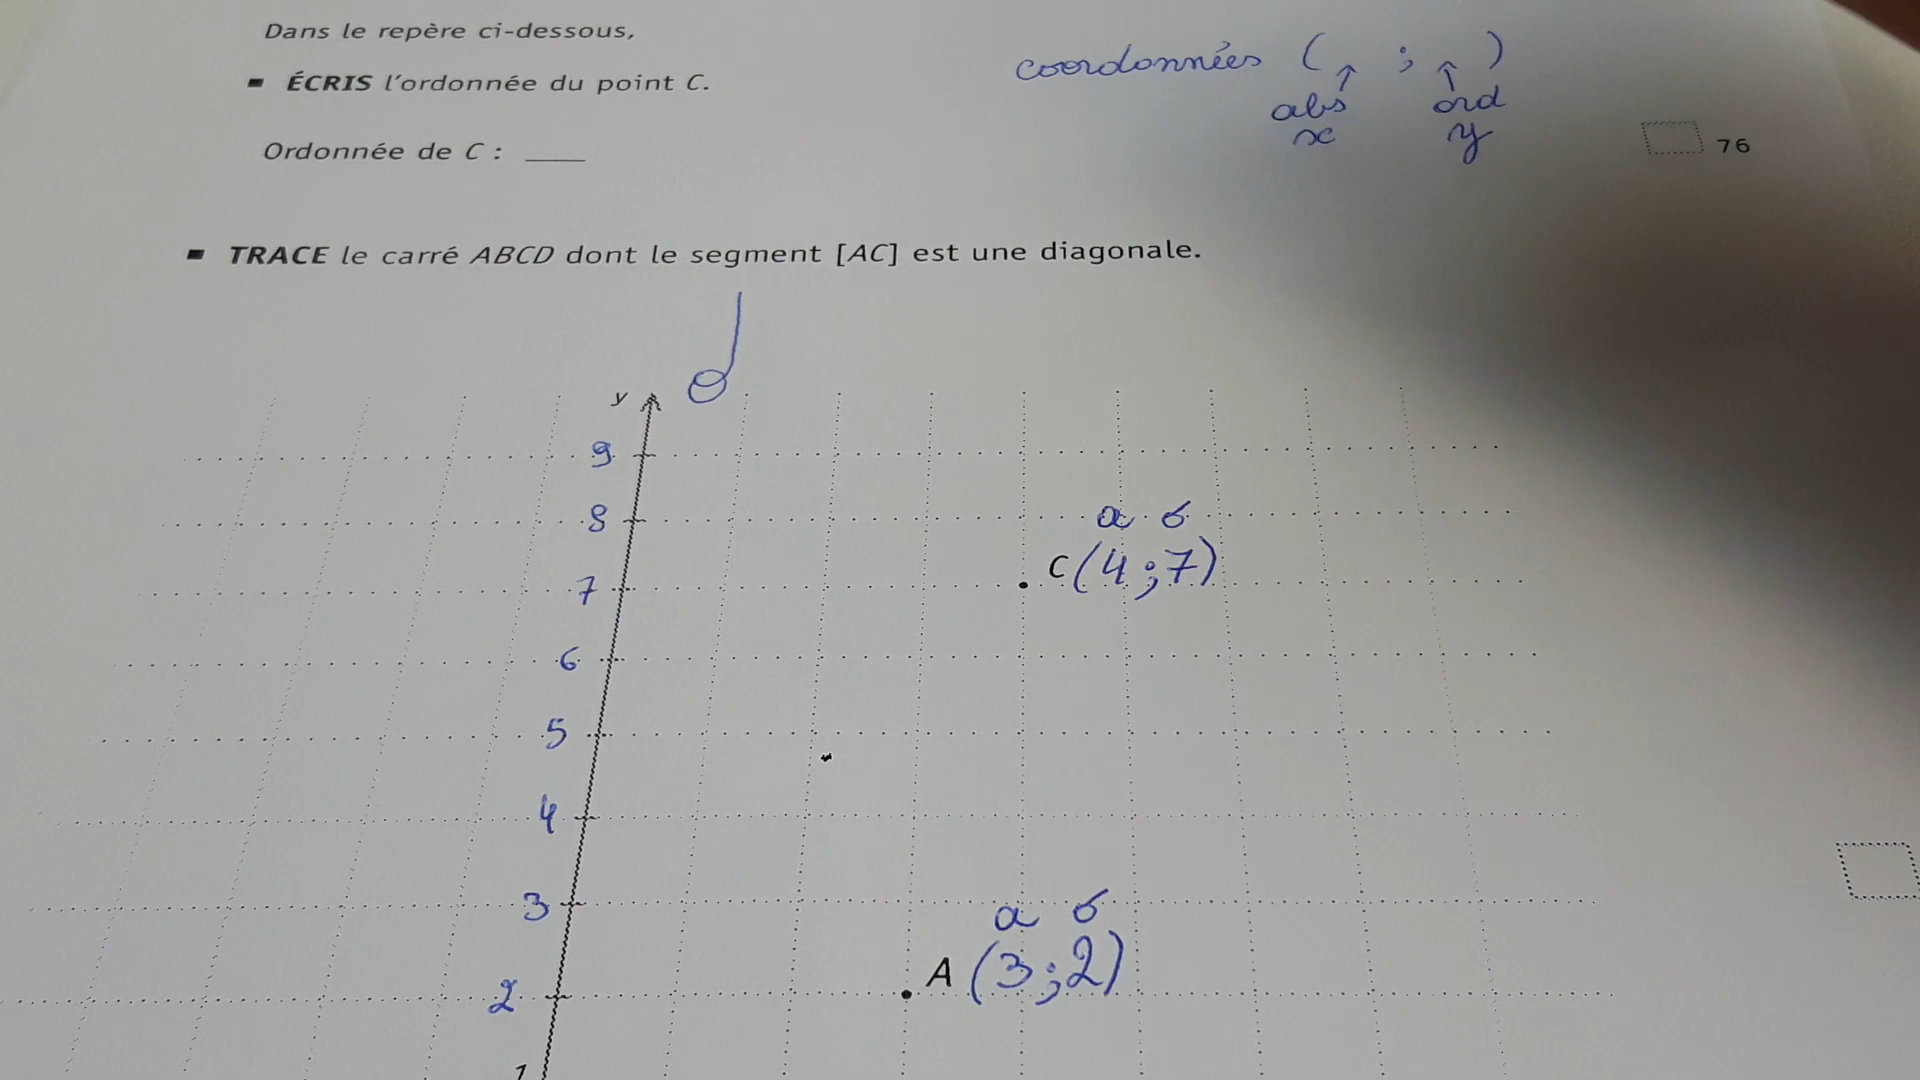 Dans le repère ci-dessous,
▪ ÉCRIS l'ordonnée du point C.
coordonnées ( ; )
↑ ↑
abs ord
x y
Ordonnée de C : ____
76
▪ TRACE le carré ABCD dont le segment [AC] est une diagonale.
y
9
8
a o
C (4 ; 7)
7
6
5
4
3
a o
A (3 ; 2)
2
1